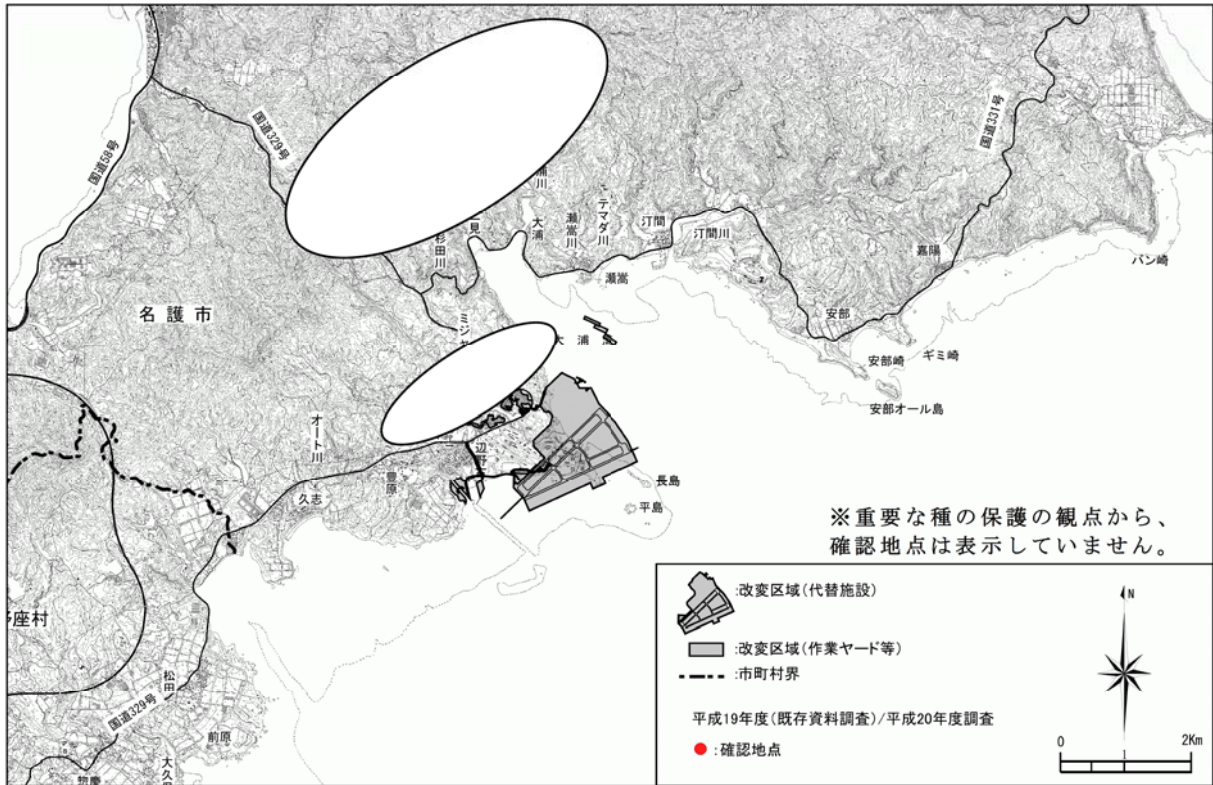 国道58号
国道329号
国道331号
浦川
杉田川
二見
大浦
瀬嵩川
テマダ川
汀間
汀間川
瀬嵩
嘉陽
バン崎
安部
安部崎
ギミ崎
安部オール島
名護市
大浦
オート川
久志
豊原
辺野
長島
平島
松田
国道329号
前原
※重要な種の保護の観点から、
確認地点は表示していません。
:改変区域(代替施設)
:改変区域(作業ヤード等)
:市町村界
平成19年度(既存資料調査)/平成20年度調査
:確認地点
N
0 1 2Km